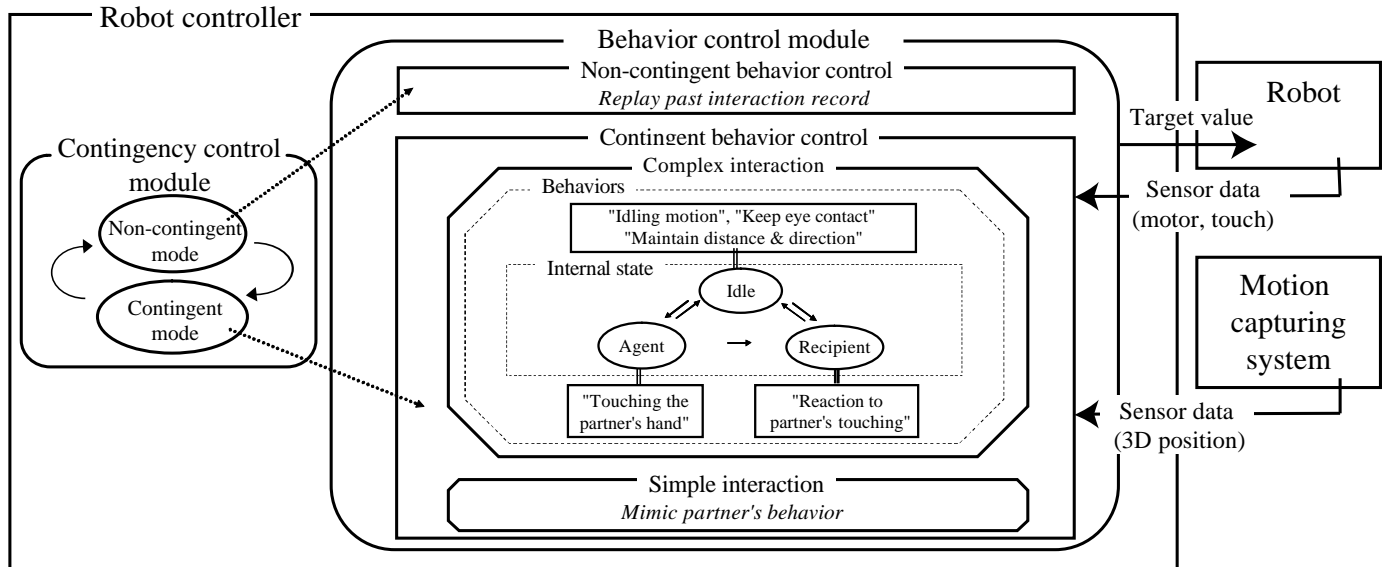 Robot controller
Behavior control module
Non-contingent behavior control
Replay past interaction record
Robot
Target value
Contingency control
module
Non-contingent
mode
Contingent
mode
Contingent behavior control
Complex interaction
Behaviors
"Idling motion", "Keep eye contact"
"Maintain distance & direction"
Internal state
Idle
Agent
Recipient
"Touching the
partner's hand"
"Reaction to
partner's touching"
Simple interaction
Mimic partner's behavior
Sensor data
(motor, touch)
Motion
capturing
system
Sensor data
(3D position)